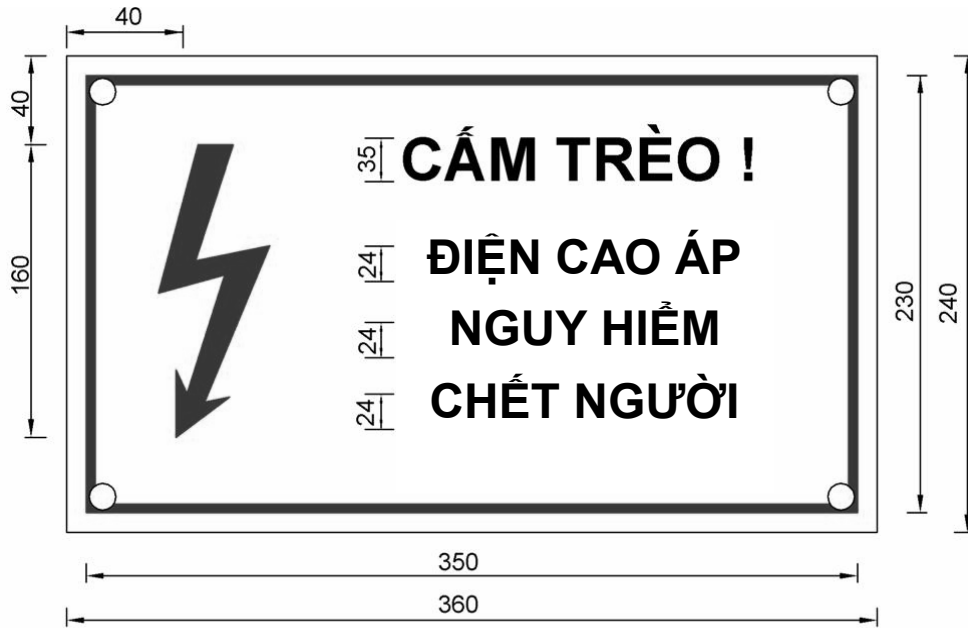 40
40
35
CẤM TRÈO !
160
24
ĐIỆN CAO ÁP
24
NGUY HIỂM
24
CHẾT NGƯỜI
230
240
350
360